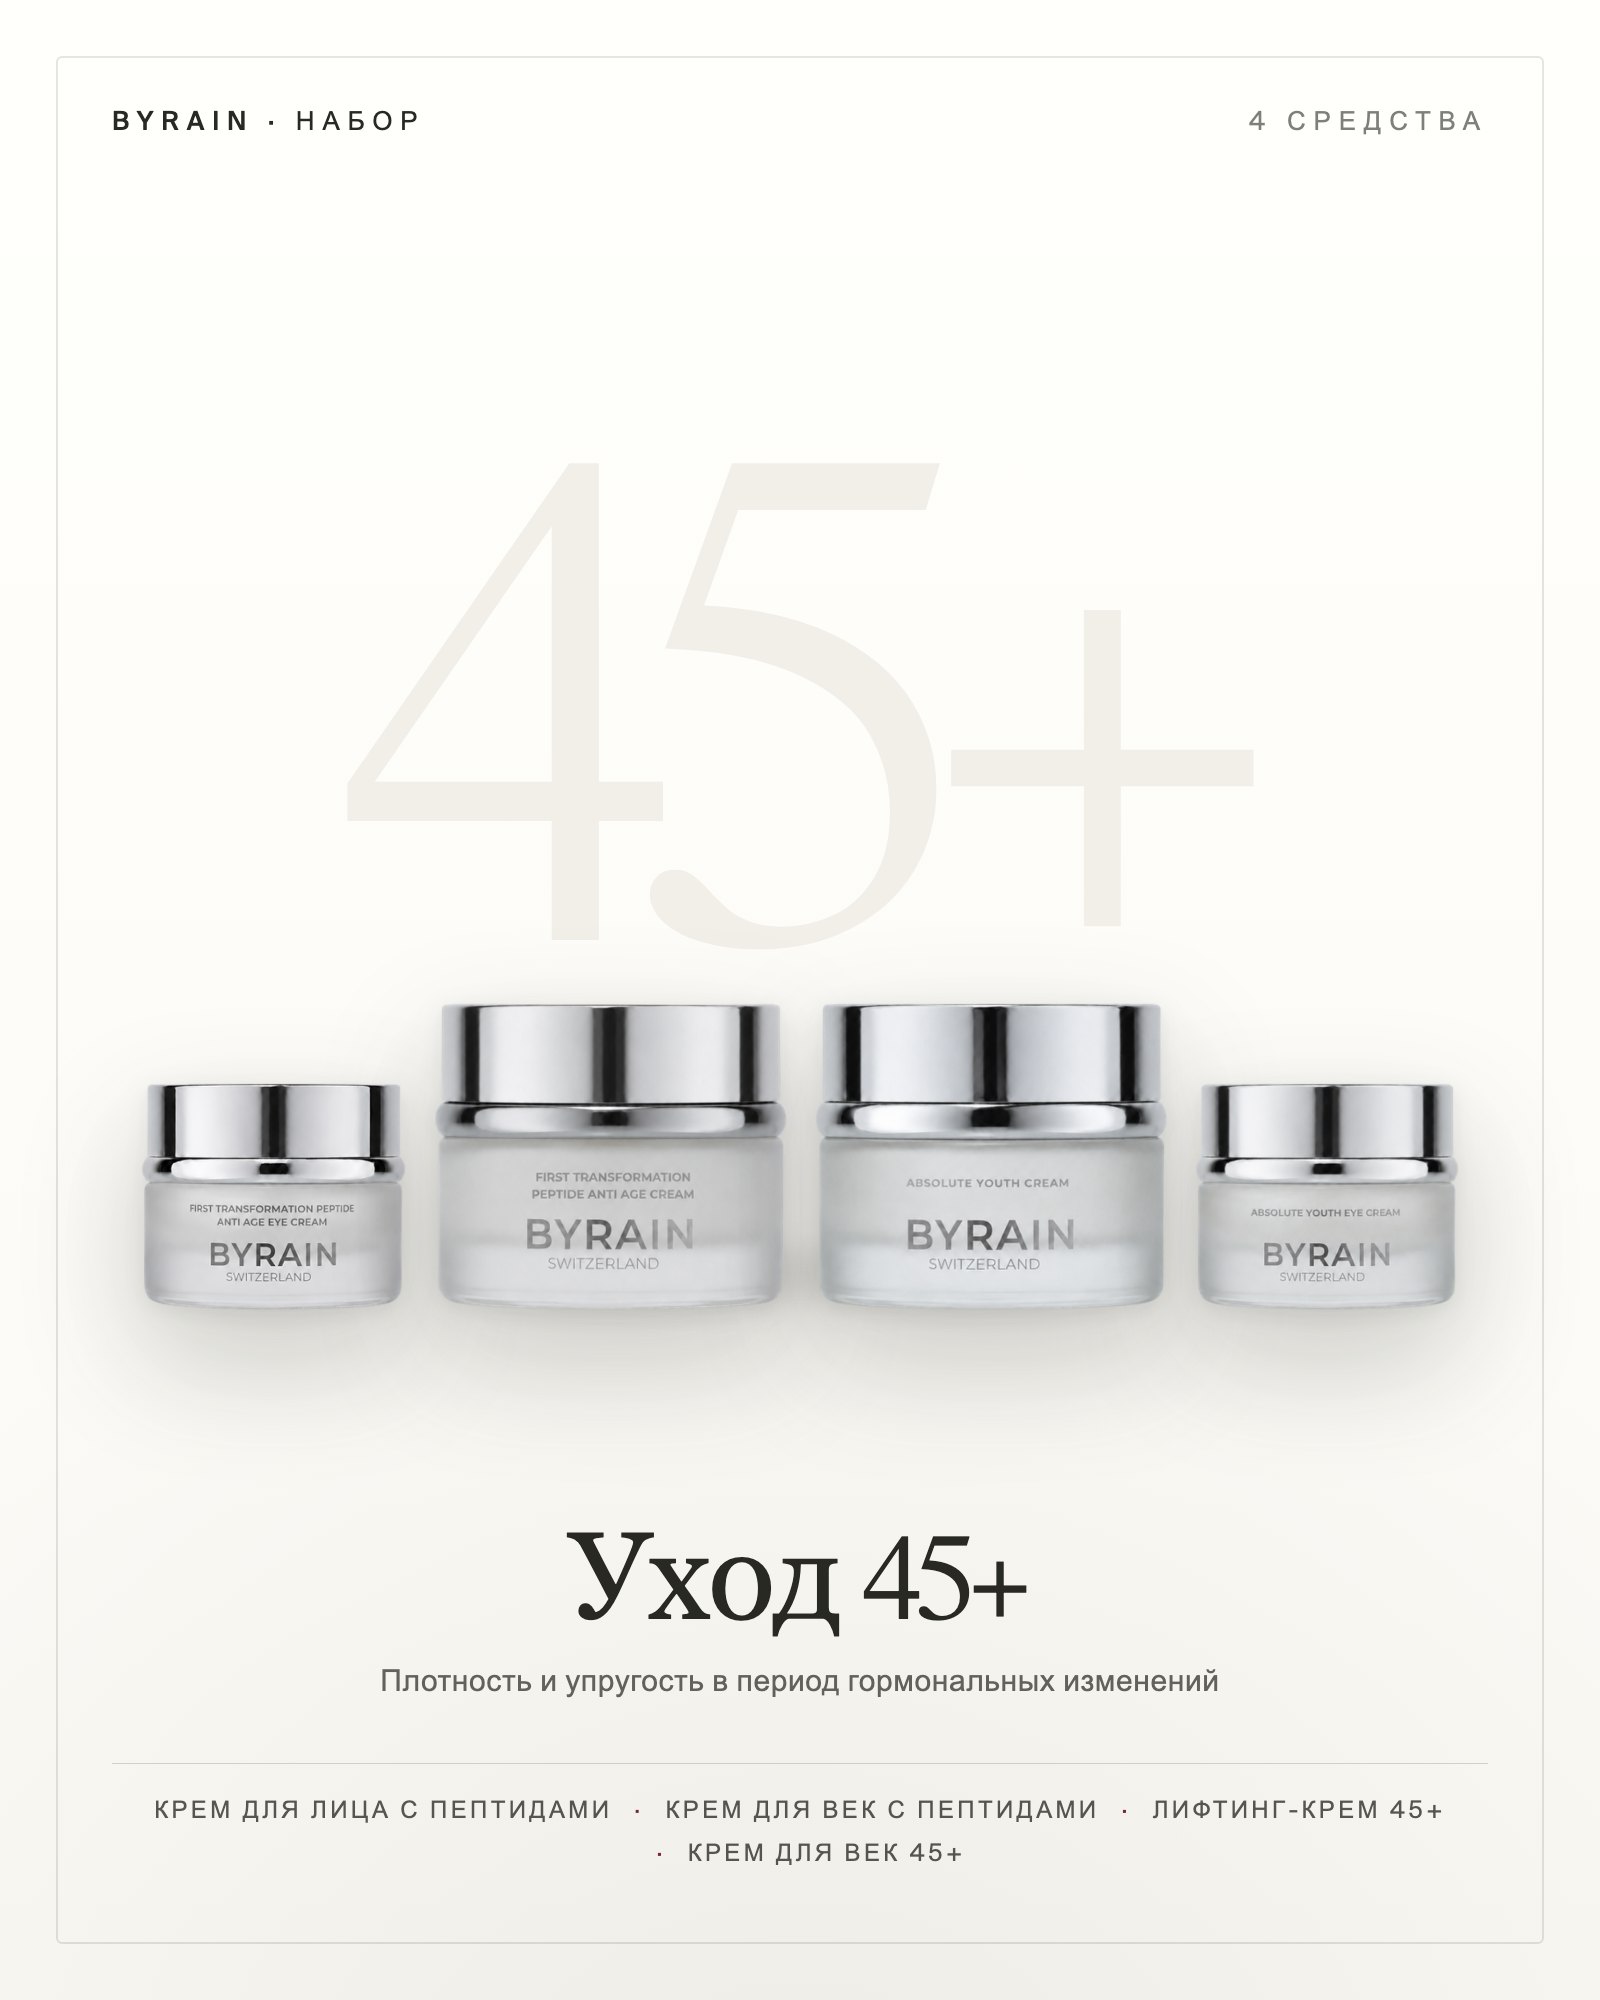 BYRAIN · НАБОР
4 СРЕДСТВА
45+
FIRST TRANSFORMATION PEPTIDE
ANTI AGE EYE CREAM
BYRAIN
SWITZERLAND
FIRST TRANSFORMATION
PEPTIDE ANTI AGE CREAM
BYRAIN
SWITZERLAND
ABSOLUTE YOUTH CREAM
BYRAIN
SWITZERLAND
ABSOLUTE YOUTH EYE CREAM
BYRAIN
SWITZERLAND
Уход 45+
Плотность и упругость в период гормональных изменений
КРЕМ ДЛЯ ЛИЦА С ПЕПТИДАМИ · КРЕМ ДЛЯ ВЕК С ПЕПТИДАМИ · ЛИФТИНГ-КРЕМ 45+
· КРЕМ ДЛЯ ВЕК 45+